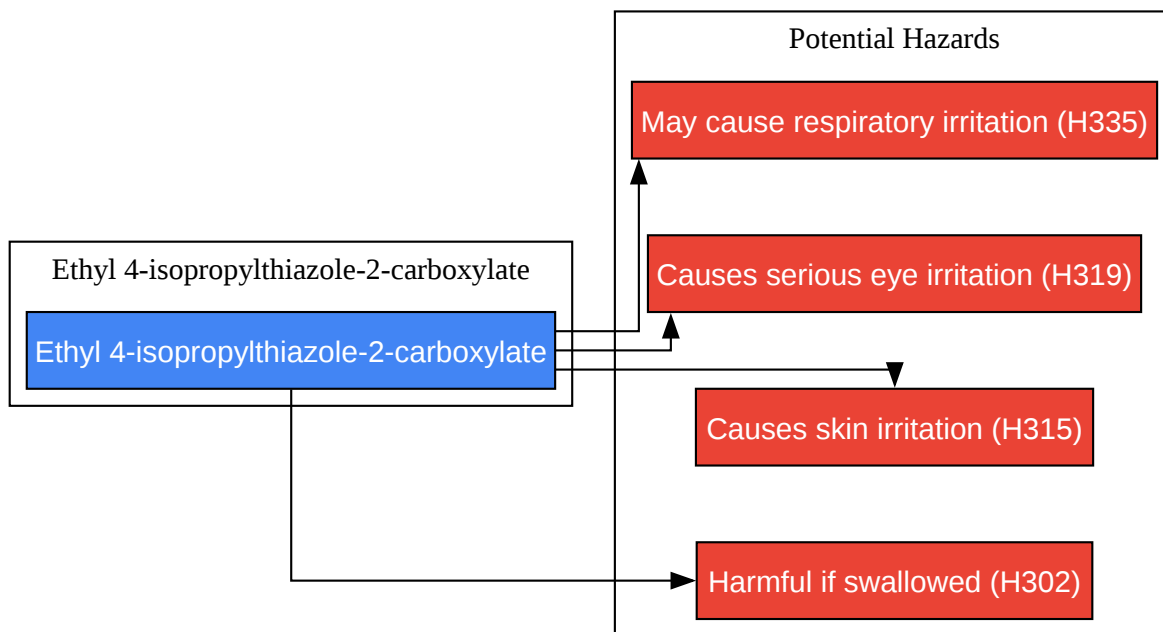 Potential Hazards
May cause respiratory irritation (H335)
Causes serious eye irritation (H319)
Ethyl 4-isopropylthiazole-2-carboxylate
Ethyl 4-isopropylthiazole-2-carboxylate
Causes skin irritation (H315)
Harmful if swallowed (H302)